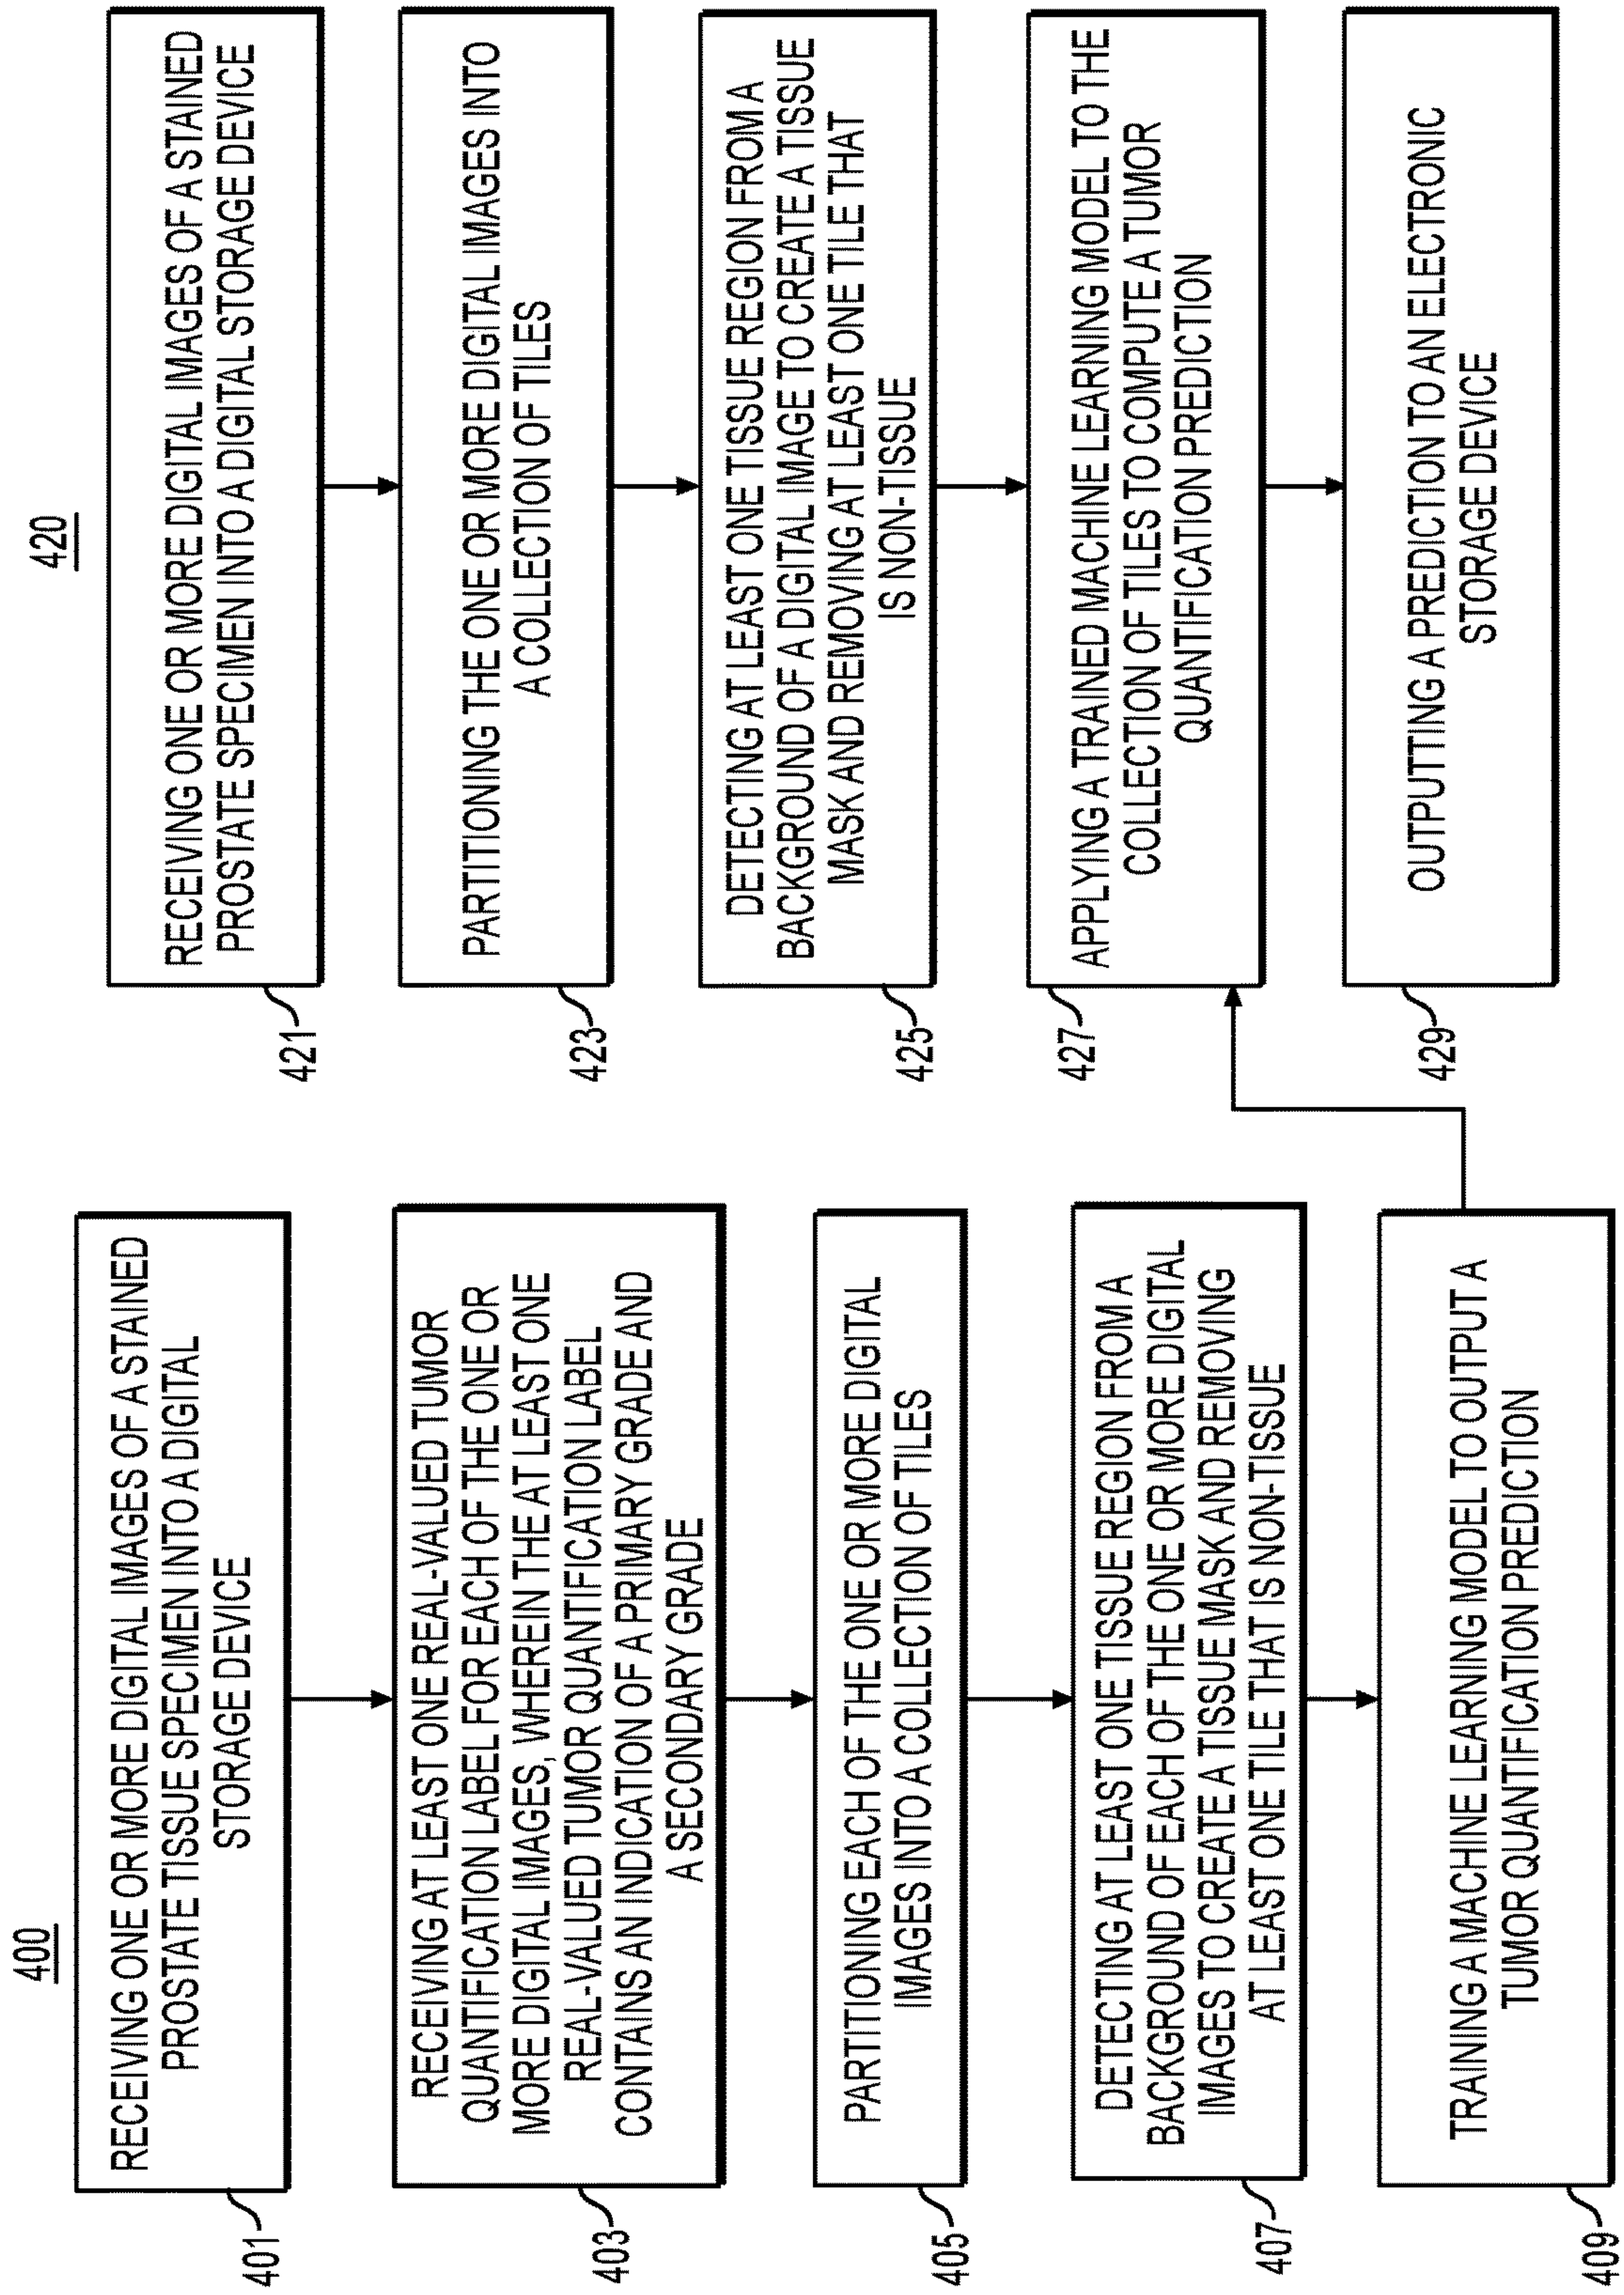 400
401
RECEIVING ONE OR MORE DIGITAL IMAGES OF A STAINED
PROSTATE TISSUE SPECIMEN INTO A DIGITAL
STORAGE DEVICE
403
RECEIVING AT LEAST ONE REAL-VALUED TUMOR
QUANTIFICATION LABEL FOR EACH OF THE ONE OR
MORE DIGITAL IMAGES, WHEREIN THE AT LEAST ONE
REAL-VALUED TUMOR QUANTIFICATION LABEL
CONTAINS AN INDICATION OF A PRIMARY GRADE AND
A SECONDARY GRADE
405
PARTITIONING EACH OF THE ONE OR MORE DIGITAL
IMAGES INTO A COLLECTION OF TILES
407
DETECTING AT LEAST ONE TISSUE REGION FROM A
BACKGROUND OF EACH OF THE ONE OR MORE DIGITAL
IMAGES TO CREATE A TISSUE MASK AND REMOVING
AT LEAST ONE TILE THAT IS NON-TISSUE
409
TRAINING A MACHINE LEARNING MODEL TO OUTPUT A
TUMOR QUANTIFICATION PREDICTION
420
421
RECEIVING ONE OR MORE DIGITAL IMAGES OF A STAINED
PROSTATE SPECIMEN INTO A DIGITAL STORAGE DEVICE
423
PARTITIONING THE ONE OR MORE DIGITAL IMAGES INTO
A COLLECTION OF TILES
425
DETECTING AT LEAST ONE TISSUE REGION FROM A
BACKGROUND OF A DIGITAL IMAGE TO CREATE A TISSUE
MASK AND REMOVING AT LEAST ONE TILE THAT
IS NON-TISSUE
427
APPLYING A TRAINED MACHINE LEARNING MODEL TO THE
COLLECTION OF TILES TO COMPUTE A TUMOR
QUANTIFICATION PREDICTION
429
OUTPUTTING A PREDICTION TO AN ELECTRONIC
STORAGE DEVICE